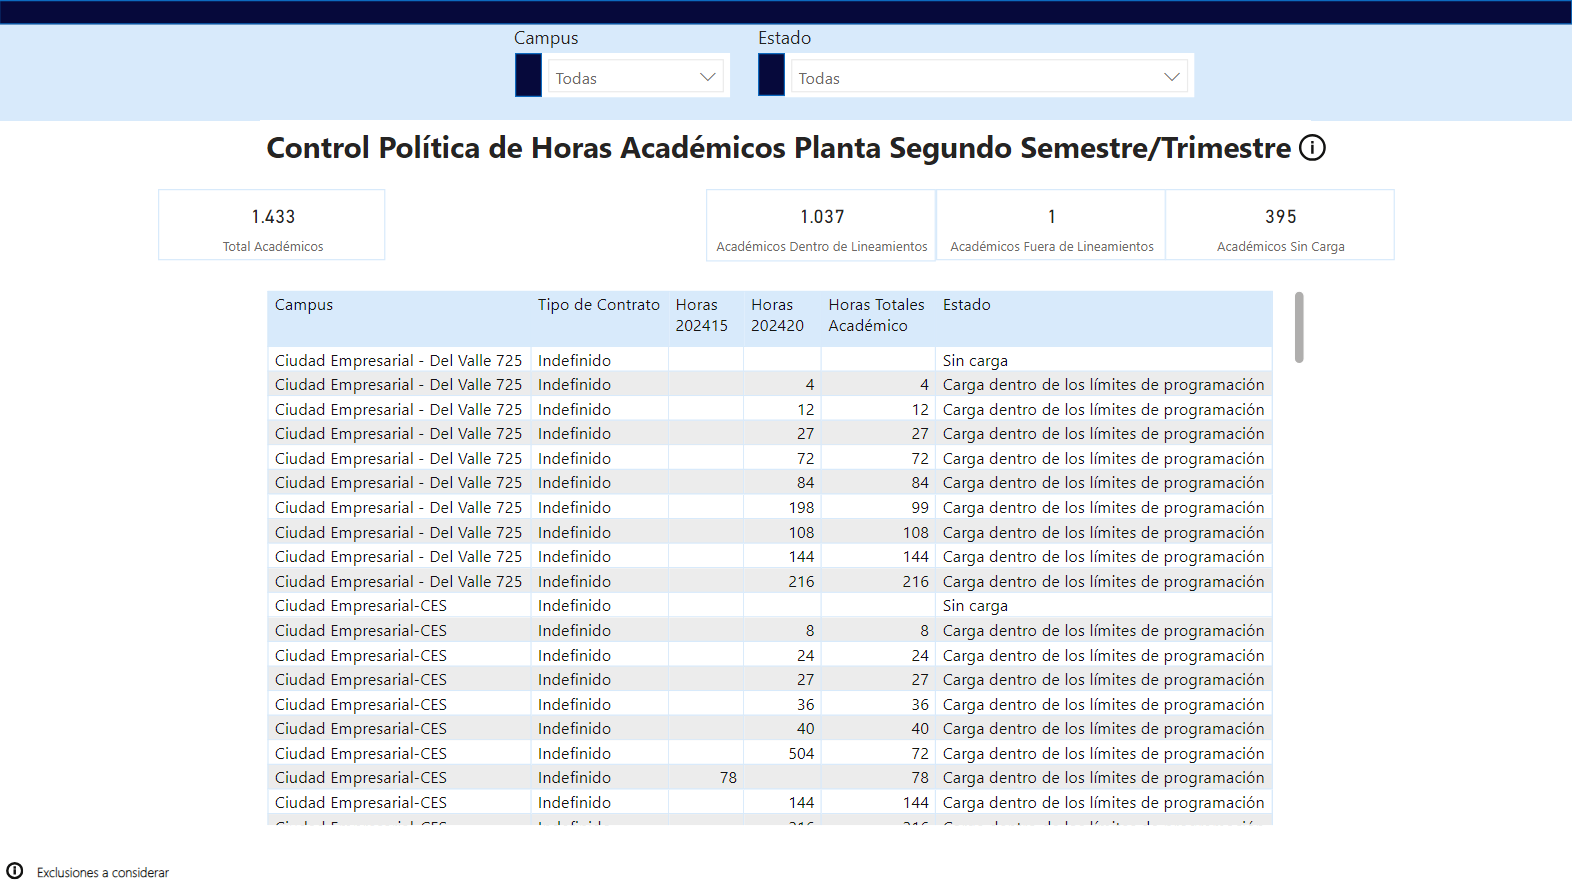 Campus Estado
Todas Todas
Control Política de Horas Académicos Planta Segundo Semestre/Trimestre
1.433 1.037 1 395
Total Académicos Académicos Dentro de Lineamientos Académicos Fuera de Lineamientos Académicos Sin Carga
Campus Tipo de Contrato Horas Horas Horas Totales Estado
202415 202420 Académico
Ciudad Empresarial - Del Valle 725 Indefinido Sin carga
Ciudad Empresarial - Del Valle 725 Indefinido 4 4 Carga dentro de los límites de programación
Ciudad Empresarial - Del Valle 725 Indefinido 12 12 Carga dentro de los límites de programación
Ciudad Empresarial - Del Valle 725 Indefinido 27 27 Carga dentro de los límites de programación
Ciudad Empresarial - Del Valle 725 Indefinido 72 72 Carga dentro de los límites de programación
Ciudad Empresarial - Del Valle 725 Indefinido 84 84 Carga dentro de los límites de programación
Ciudad Empresarial - Del Valle 725 Indefinido 198 99 Carga dentro de los límites de programación
Ciudad Empresarial - Del Valle 725 Indefinido 108 108 Carga dentro de los límites de programación
Ciudad Empresarial - Del Valle 725 Indefinido 144 144 Carga dentro de los límites de programación
Ciudad Empresarial - Del Valle 725 Indefinido 216 216 Carga dentro de los límites de programación
Ciudad Empresarial-CES Indefinido Sin carga
Ciudad Empresarial-CES Indefinido 8 8 Carga dentro de los límites de programación
Ciudad Empresarial-CES Indefinido 24 24 Carga dentro de los límites de programación
Ciudad Empresarial-CES Indefinido 27 27 Carga dentro de los límites de programación
Ciudad Empresarial-CES Indefinido 36 36 Carga dentro de los límites de programación
Ciudad Empresarial-CES Indefinido 40 40 Carga dentro de los límites de programación
Ciudad Empresarial-CES Indefinido 504 72 Carga dentro de los límites de programación
Ciudad Empresarial-CES Indefinido 78 78 Carga dentro de los límites de programación
Ciudad Empresarial-CES Indefinido 144 144 Carga dentro de los límites de programación
Exclusiones a considerar